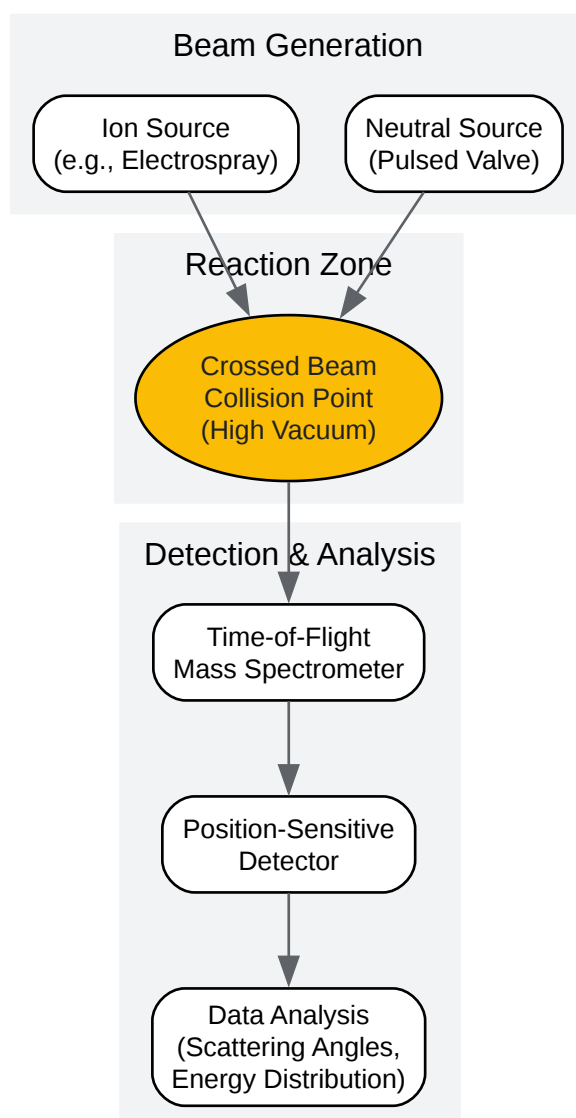 Beam Generation
Ion Source
(e.g., Electrospray)
Neutral Source
(Pulsed Valve)
Reaction Zone
Crossed Beam
Collision Point
(High Vacuum)
Detection & Analysis
Time-of-Flight
Mass Spectrometer
Position-Sensitive
Detector
Data Analysis
(Scattering Angles,
Energy Distribution)